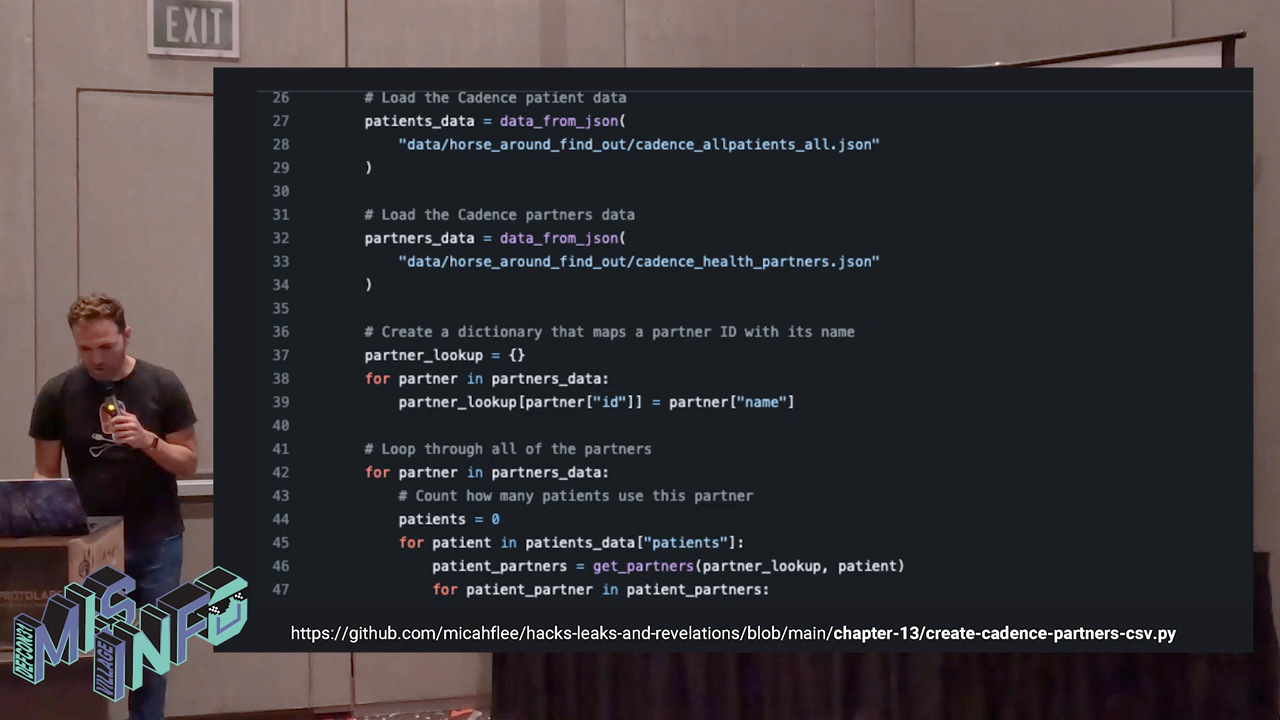 EXIT
26 # Load the Cadence patient data
27 patients_data = data_from_json(
28 "data/horse_around_find_out/cadence_allpatients_all.json"
29 )
30
31 # Load the Cadence partners data
32 partners_data = data_from_json(
33 "data/horse_around_find_out/cadence_health_partners.json"
34 )
35
36 # Create a dictionary that maps a partner ID with its name
37 partner_lookup = {}
38 for partner in partners_data:
39 partner_lookup[partner["id"]] = partner["name"]
40
41 # Loop through all of the partners
42 for partner in partners_data:
43 # Count how many patients use this partner
44 patients = 0
45 for patient in patients_data["patients"]:
46 patient_partners = get_partners(partner_lookup, patient)
47 for patient_partner in patient_partners:
https://github.com/micahflee/hacks-leaks-and-revelations/blob/main/chapter-13/create-cadence-partners-csv.py
DEFCON31
MIS
INFO
VILLAGE